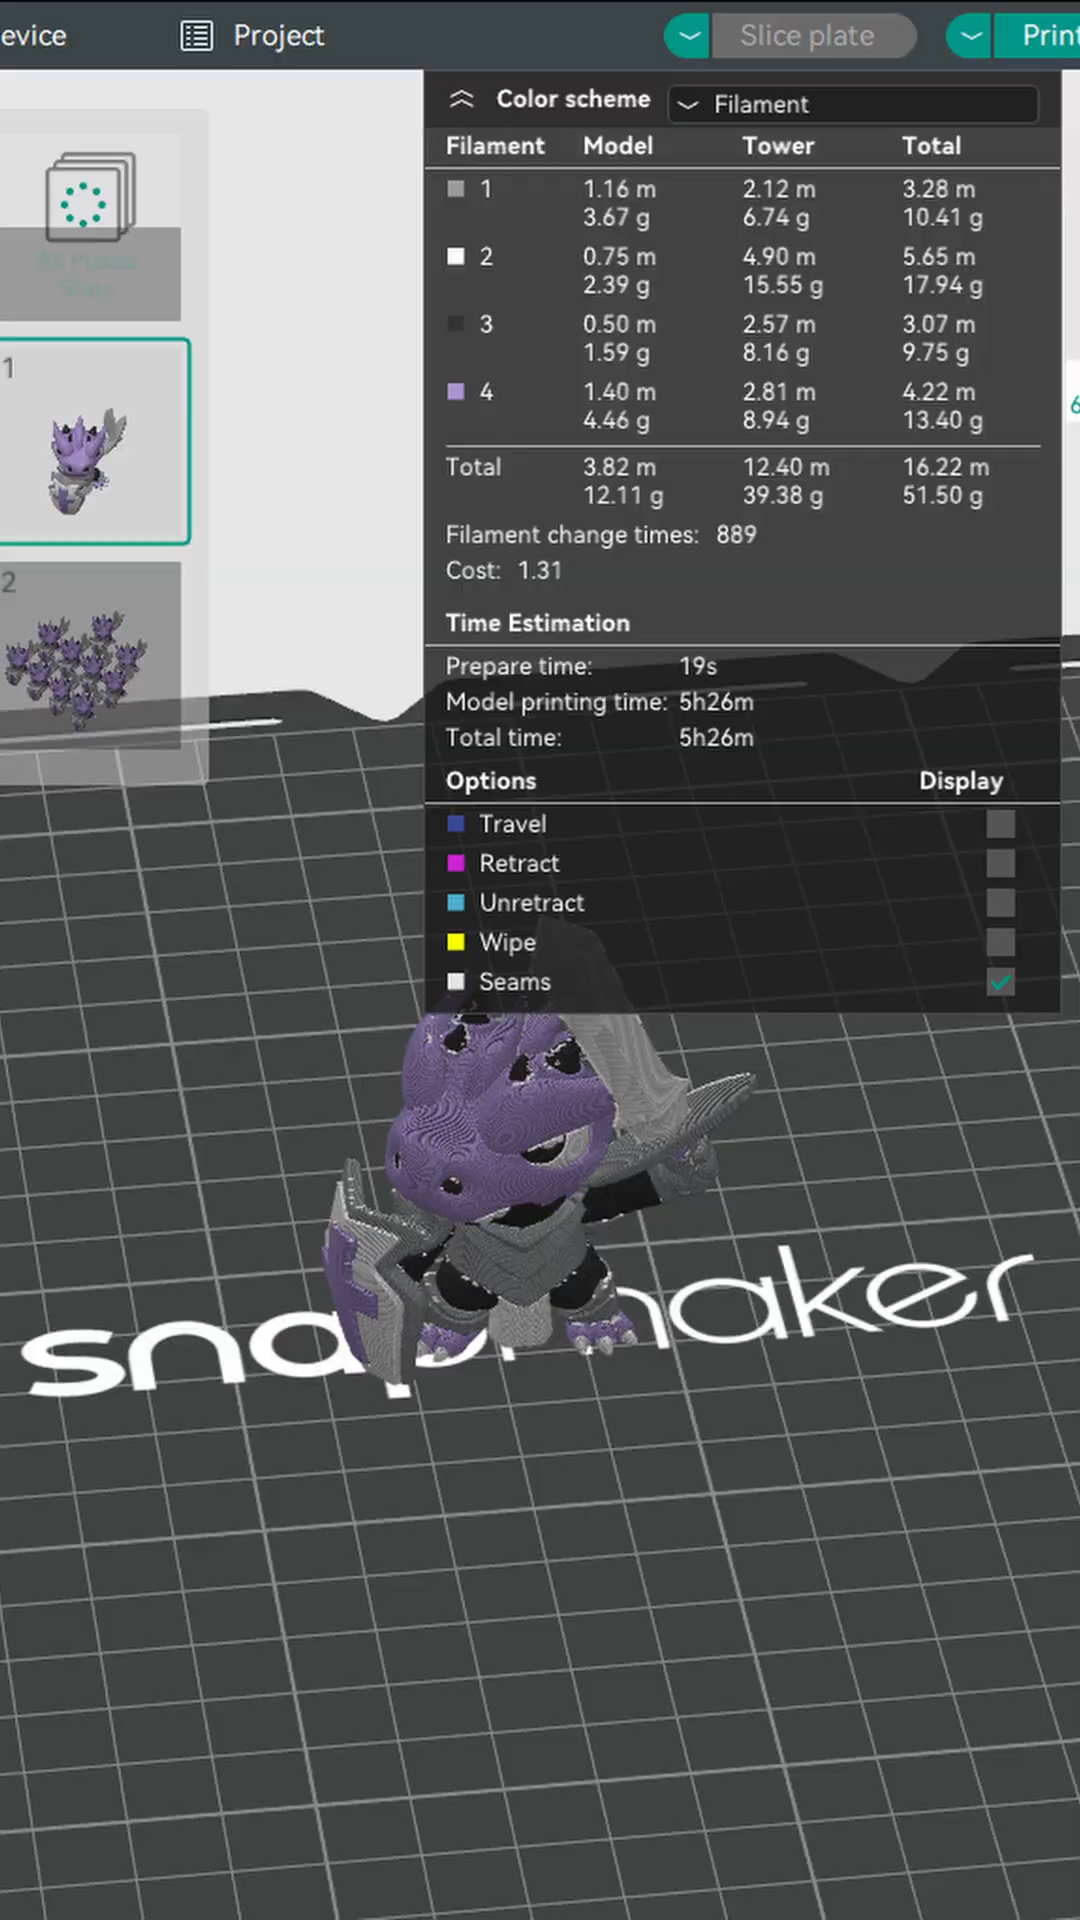 evice Project Slice plate Print
Color scheme Filament
Filament Model Tower Total
1 1.16 m 2.12 m 3.28 m
3.67 g 6.74 g 10.41 g
2 0.75 m 4.90 m 5.65 m
2.39 g 15.55 g 17.94 g
3 0.50 m 2.57 m 3.07 m
1.59 g 8.16 g 9.75 g
4 1.40 m 2.81 m 4.22 m
4.46 g 8.94 g 13.40 g
Total 3.82 m 12.40 m 16.22 m
12.11 g 39.38 g 51.50 g
Filament change times: 889
Cost: 1.31
Time Estimation
Prepare time: 19s
Model printing time: 5h26m
Total time: 5h26m
Options Display
Travel
Retract
Unretract
Wipe
Seams
All Plates
Stats
1
2
6
snapmaker